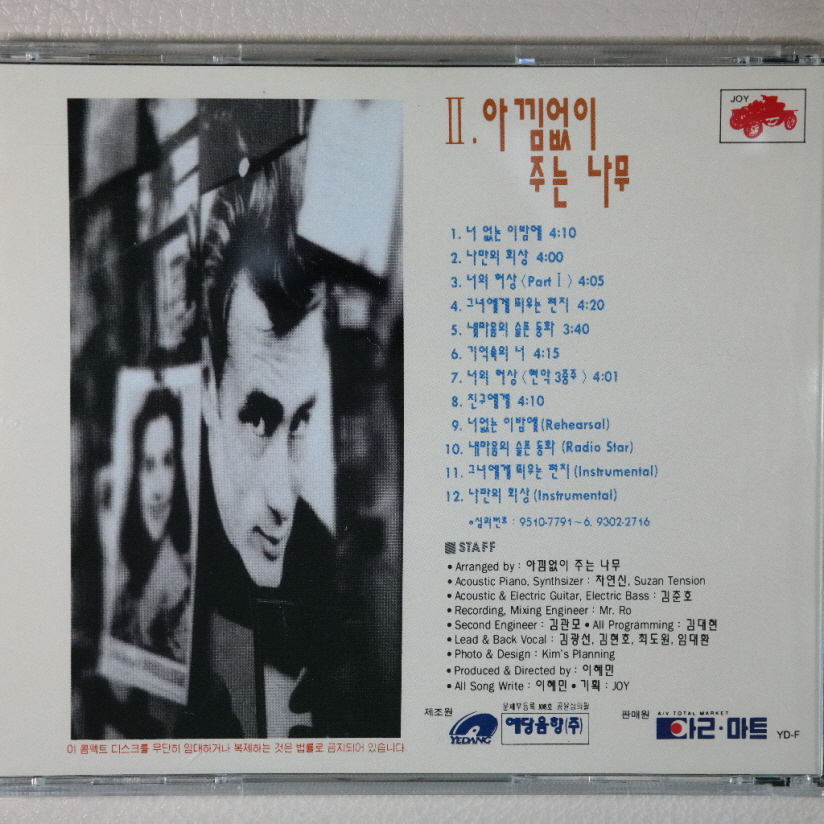 Ⅱ. 아낌없이
주는 나무
JOY
1. 너 없는 이밤에 4:10
2. 나만의 회상 4:00
3. 너의 허상 〈Part Ⅰ〉 4:05
4. 그녀에게 띄우는 편지 4:20
5. 내마음의 슬픈 동화 3:40
6. 기억속의 너 4:15
7. 너의 허상 〈현악 3중주〉 4:01
8. 친구에게 4:10
9. 너없는 이밤에 (Rehearsal)
10. 내마음의 슬픈 동화 (Radio Star)
11. 그녀에게 띄우는 편지 (Instrumental)
12. 나만의 회상 (Instrumental)
•심의번호 : 9510-7791~6. 9302-2716
STAFF
• Arranged by : 아낌없이 주는 나무
• Acoustic Piano, Synthsizer : 차연신, Suzan Tension
• Acoustic & Electric Guitar, Electric Bass : 김준호
• Recording, Mixing Engineer : Mr. Ro
• Second Engineer : 김관모 • All Programming : 김대현
• Lead & Back Vocal : 김광선, 김현호, 최도원, 임대환
• Photo & Design : Kim's Planning
• Produced & Directed by : 이혜민
• All Song Write : 이혜민 • 기획 : JOY
제조원
YEDANG
예당음향(주)
판매원
A/V TOTAL MARKET
다리·마트
YD-F
이 콤팩트 디스크를 무단히 임대하거나 복제하는 것은 법률로 금지되어 있습니다